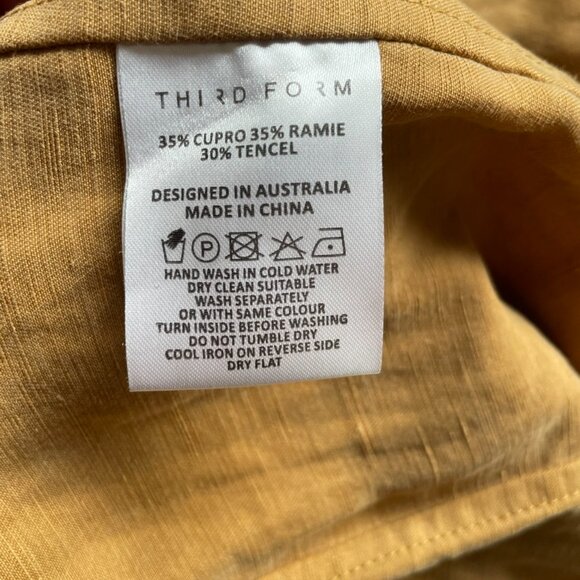 THIRD FORM
35% CUPRO 35% RAMIE
30% TENCEL
DESIGNED IN AUSTRALIA
MADE IN CHINA
P
HAND WASH IN COLD WATER
DRY CLEAN SUITABLE
WASH SEPARATELY
OR WITH SAME COLOUR
TURN INSIDE BEFORE WASHING
DO NOT TUMBLE DRY
COOL IRON ON REVERSE SIDE
DRY FLAT